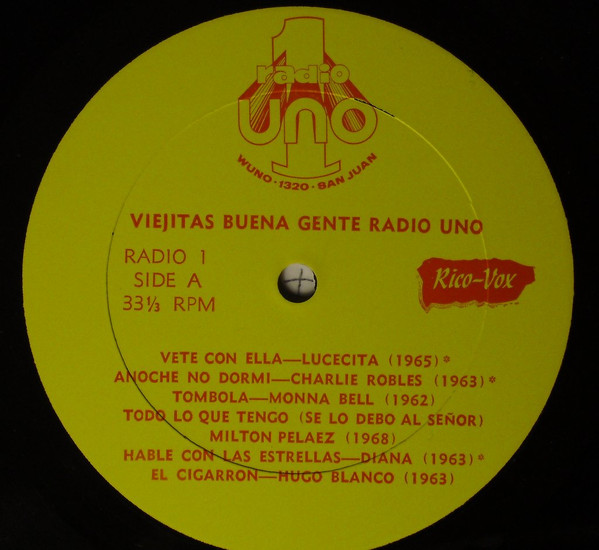 1
radio
uno
WUNO · 1320 · SAN JUAN
VIEJITAS BUENA GENTE RADIO UNO
RADIO 1
SIDE A
33⅓ RPM
Rico-Vox
VETE CON ELLA—LUCECITA (1965)*
ANOCHE NO DORMI—CHARLIE ROBLES (1963)*
TOMBOLA—MONNA BELL (1962)
TODO LO QUE TENGO (SE LO DEBO AL SEÑOR)
MILTON PELAEZ (1968)
HABLE CON LAS ESTRELLAS—DIANA (1963)*
EL CIGARRON—HUGO BLANCO (1963)